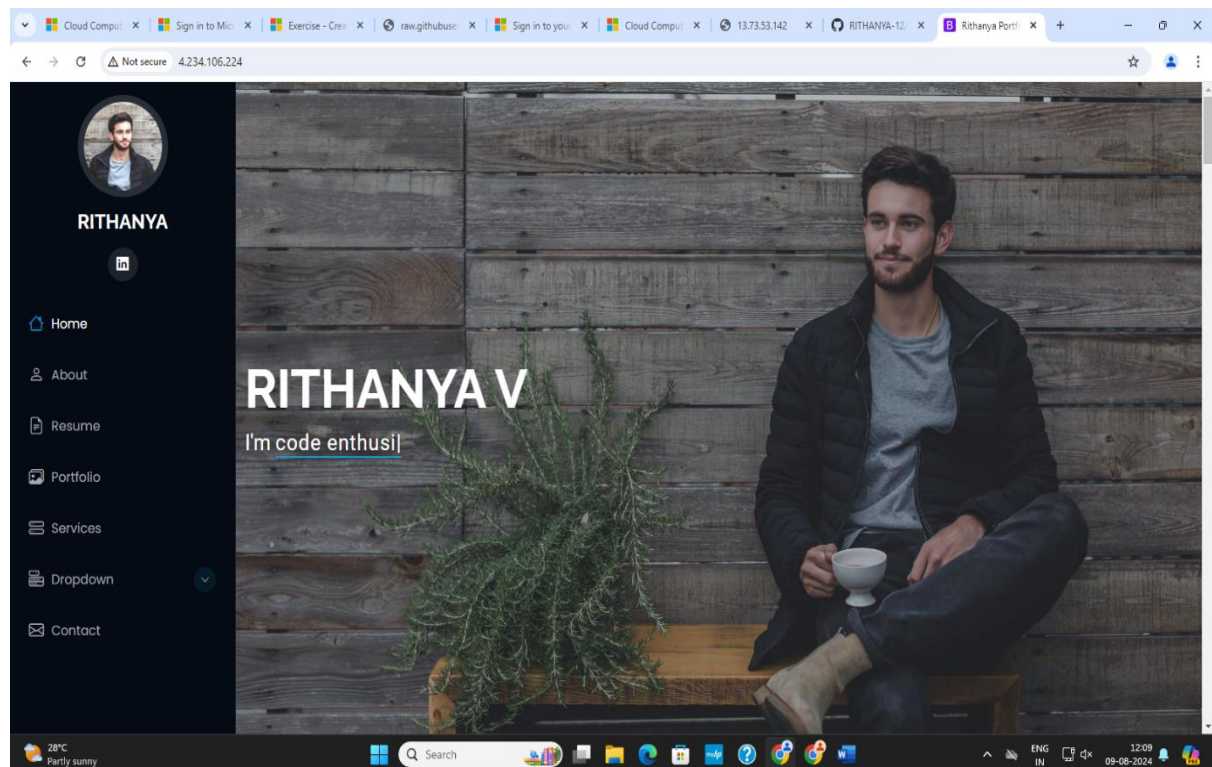 Cloud Comput
Sign in to Micr
Exercise - Crea
raw.githubuse
Sign in to your
Cloud Comput
13.73.53.142
RITHANYA-12/
Rithanya Portf
Not secure
4.234.106.224
RITHANYA
in
Home
About
Resume
Portfolio
Services
Dropdown
Contact
RITHANYA V
I'm code enthusi|
28°C
Partly sunny
Search
ENG
IN
12:09
09-08-2024